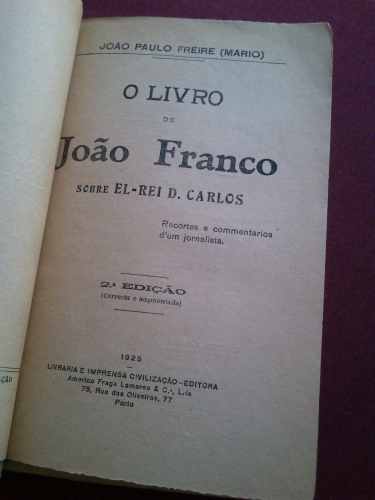 JOÃO PAULO FREIRE (MARIO)
O LIVRO
DE
João Franco
SOBRE EL-REI D. CARLOS
Recortes e commentarios
d'um jornalista.
2.ª EDIÇÃO
(Correcta e augmentada)
1925
LIVRARIA E IMPRENSA CIVILIZAÇÃO-EDITORA
Americo Fraga Lamares & C.ª, L.da
75, Rua das Oliveiras, 77
Porto